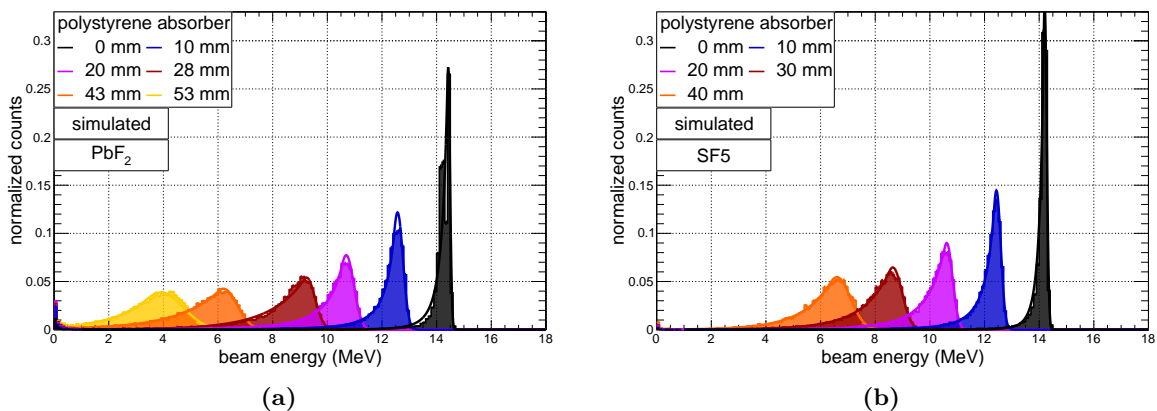 polystyrene absorber
0 mm 10 mm
20 mm 28 mm
43 mm 53 mm
simulated
PbF2
normalized counts
0.3
0.25
0.2
0.15
0.1
0.05
0
0 2 4 6 8 10 12 14 16 18
beam energy (MeV)
(a)
polystyrene absorber
0 mm 10 mm
20 mm 30 mm
40 mm
simulated
SF5
normalized counts
0.3
0.25
0.2
0.15
0.1
0.05
0
0 2 4 6 8 10 12 14 16 18
beam energy (MeV)
(b)